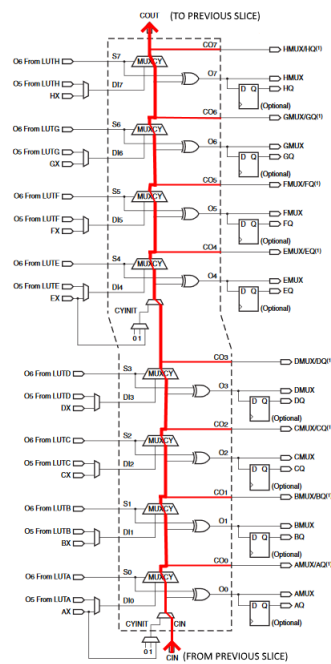 COUT (TO PREVIOUS SLICE)
CO7 HMUX/HQ(1)
S7
O6 From LUTH MUXCY
O7 HMUX
O5 From LUTH DI7 D Q HQ
HX
(Optional)
CO6 GMUX/GQ(1)
S6
O6 From LUTG MUXCY
O6 GMUX
O5 From LUTG DI6 D Q GQ
GX
(Optional)
CO5 FMUX/FQ(1)
S5
O6 From LUTF MUXCY
O5 FMUX
O5 From LUTF DI5 D Q FQ
FX
(Optional)
CO4 EMUX/EQ(1)
S4
O6 From LUTE MUXCY
O4 EMUX
O5 From LUTE DI4 D Q EQ
EX
(Optional)
CYINIT
0 1
CO3 DMUX/DQ(1
S3
O6 From LUTD MUXCY
O3 DMUX
O5 From LUTD DI3 D Q DQ
DX
(Optional)
CO2 CMUX/CQ(1
S2
O6 From LUTC MUXCY
O2 CMUX
O5 From LUTC DI2 D Q CQ
CX
(Optional)
CO1 BMUX/BQ(1
S1
O6 From LUTB MUXCY
O1 BMUX
O5 From LUTB DI1 D Q BQ
BX
(Optional)
CO0 AMUX/AQ(1
S0
O6 From LUTA MUXCY
O0 AMUX
O5 From LUTA DI0 D Q AQ
AX
(Optional)
CYINIT CIN
0 1
CIN (FROM PREVIOUS SLICE)